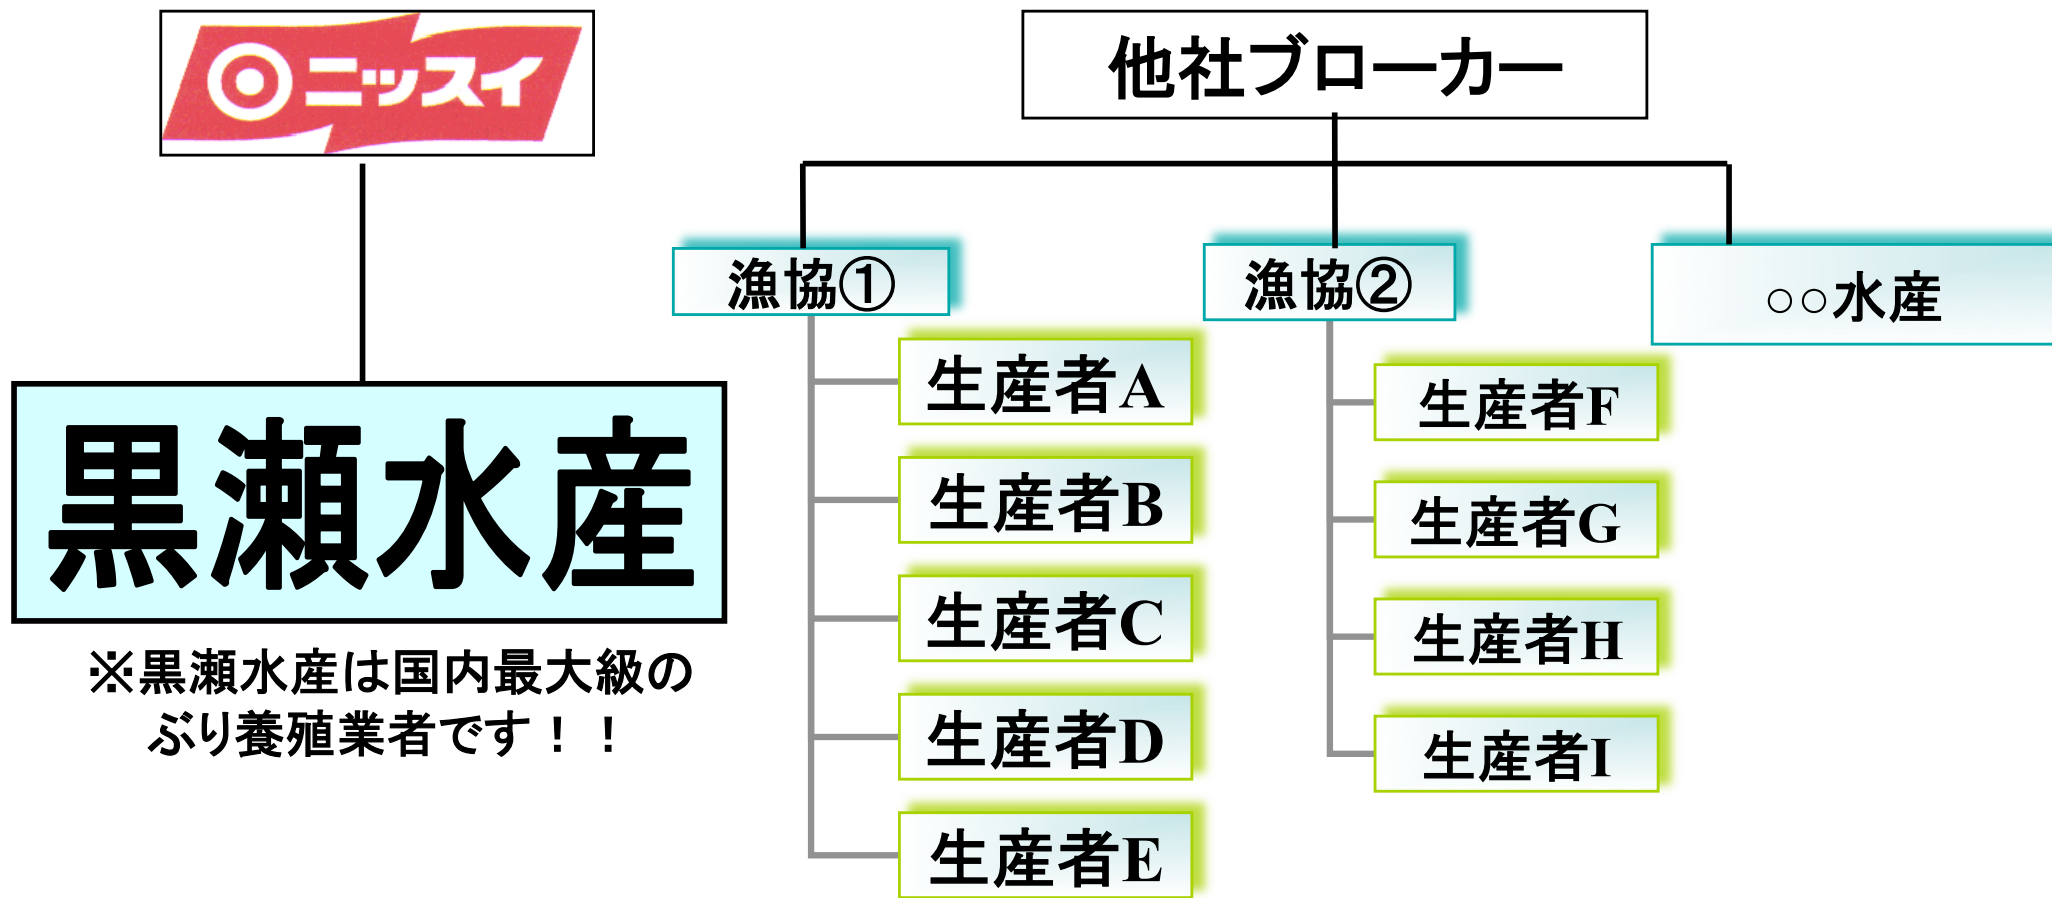 ニッスイ
黒瀬水産
※黒瀬水産は国内最大級の
ぶり養殖業者です！！
他社ブローカー
漁協①
生産者A
生産者B
生産者C
生産者D
生産者E
漁協②
生産者F
生産者G
生産者H
生産者I
○○水産